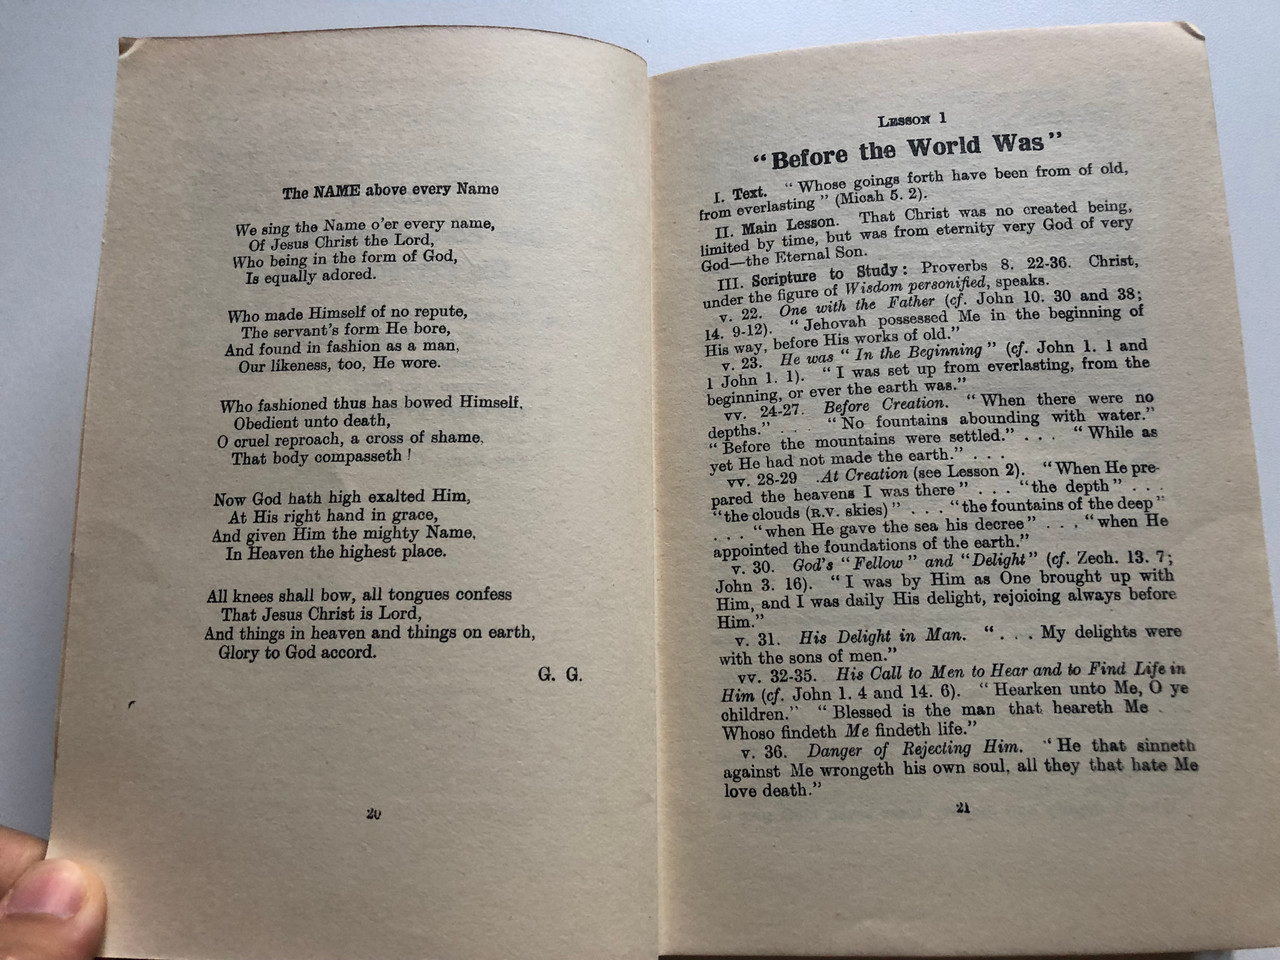 The NAME above every Name
We sing the Name o'er every name,
Of Jesus Christ the Lord,
Who being in the form of God,
Is equally adored.
Who made Himself of no repute,
The servant's form He bore,
And found in fashion as a man,
Our likeness, too, He wore.
Who fashioned thus has bowed Himself,
Obedient unto death,
O cruel reproach, a cross of shame,
That body compasseth !
Now God hath high exalted Him,
At His right hand in grace,
And given Him the mighty Name,
In Heaven the highest place.
All knees shall bow, all tongues confess
That Jesus Christ is Lord,
And things in heaven and things on earth,
Glory to God accord.
G. G.
20
LESSON 1
“Before the World Was”
I. Text. “ Whose goings forth have been from of old,
from everlasting ” (Micah 5. 2).
II. Main Lesson. That Christ was no created being,
limited by time, but was from eternity very God of very
God—the Eternal Son.
III. Scripture to Study : Proverbs 8. 22-36. Christ,
under the figure of Wisdom personified, speaks.
v. 22. One with the Father (cf. John 10. 30 and 38;
14. 9-12). “ Jehovah possessed Me in the beginning of
His way, before His works of old.”
v. 23. He was “ In the Beginning ” (cf. John 1. 1 and
1 John 1. 1). “ I was set up from everlasting, from the
beginning, or ever the earth was.”
vv. 24-27. Before Creation. “ When there were no
depths.” . . . “ No fountains abounding with water.”
“ Before the mountains were settled.” . . . “ While as
yet He had not made the earth.” . . .
vv. 28-29 .At Creation (see Lesson 2). “When He pre-
pared the heavens I was there ” . . . “the depth” . . .
“the clouds (R.V. skies) ” . . . “the fountains of the deep”
. . . “when He gave the sea his decree” . . . “when He
appointed the foundations of the earth.”
v. 30. God's “Fellow ” and “Delight” (cf. Zech. 13. 7;
John 3. 16). “ I was by Him as One brought up with
Him, and I was daily His delight, rejoicing always before
Him.”
v. 31. His Delight in Man. “. . . My delights were
with the sons of men.”
vv. 32-35. His Call to Men to Hear and to Find Life in
Him (cf. John 1. 4 and 14. 6). “ Hearken unto Me, O ye
children.” “ Blessed is the man that heareth Me .
Whoso findeth Me findeth life.”
v. 36. Danger of Rejecting Him. “ He that sinneth
against Me wrongeth his own soul, all they that hate Me
love death.”
21